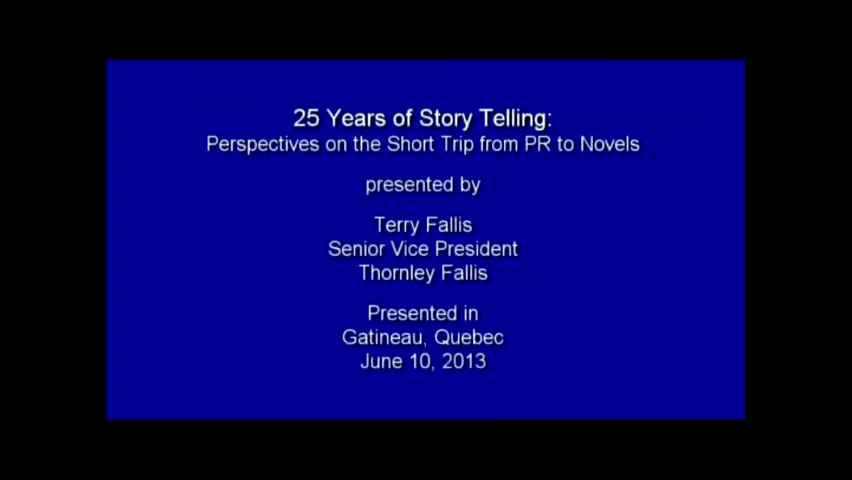 25 Years of Story Telling:
Perspectives on the Short Trip from PR to Novels
presented by
Terry Fallis
Senior Vice President
Thornley Fallis
Presented in
Gatineau, Quebec
June 10, 2013